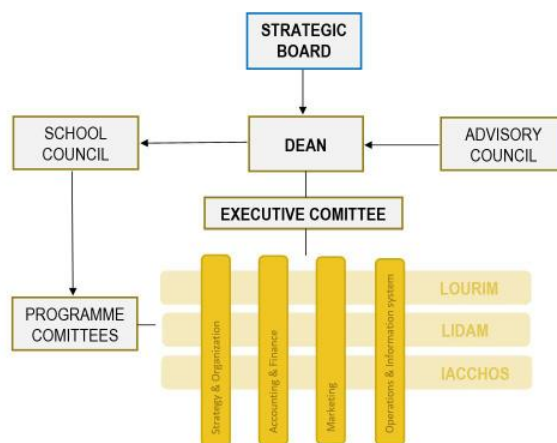 STRATEGIC
BOARD
SCHOOL
COUNCIL
DEAN
ADVISORY
COUNCIL
EXECUTIVE COMITTEE
PROGRAMME
COMITTEES
Strategy & Organization
Accounting & Finance
Marketing
Operations & Information system
LOURIM
LIDAM
IACCHOS